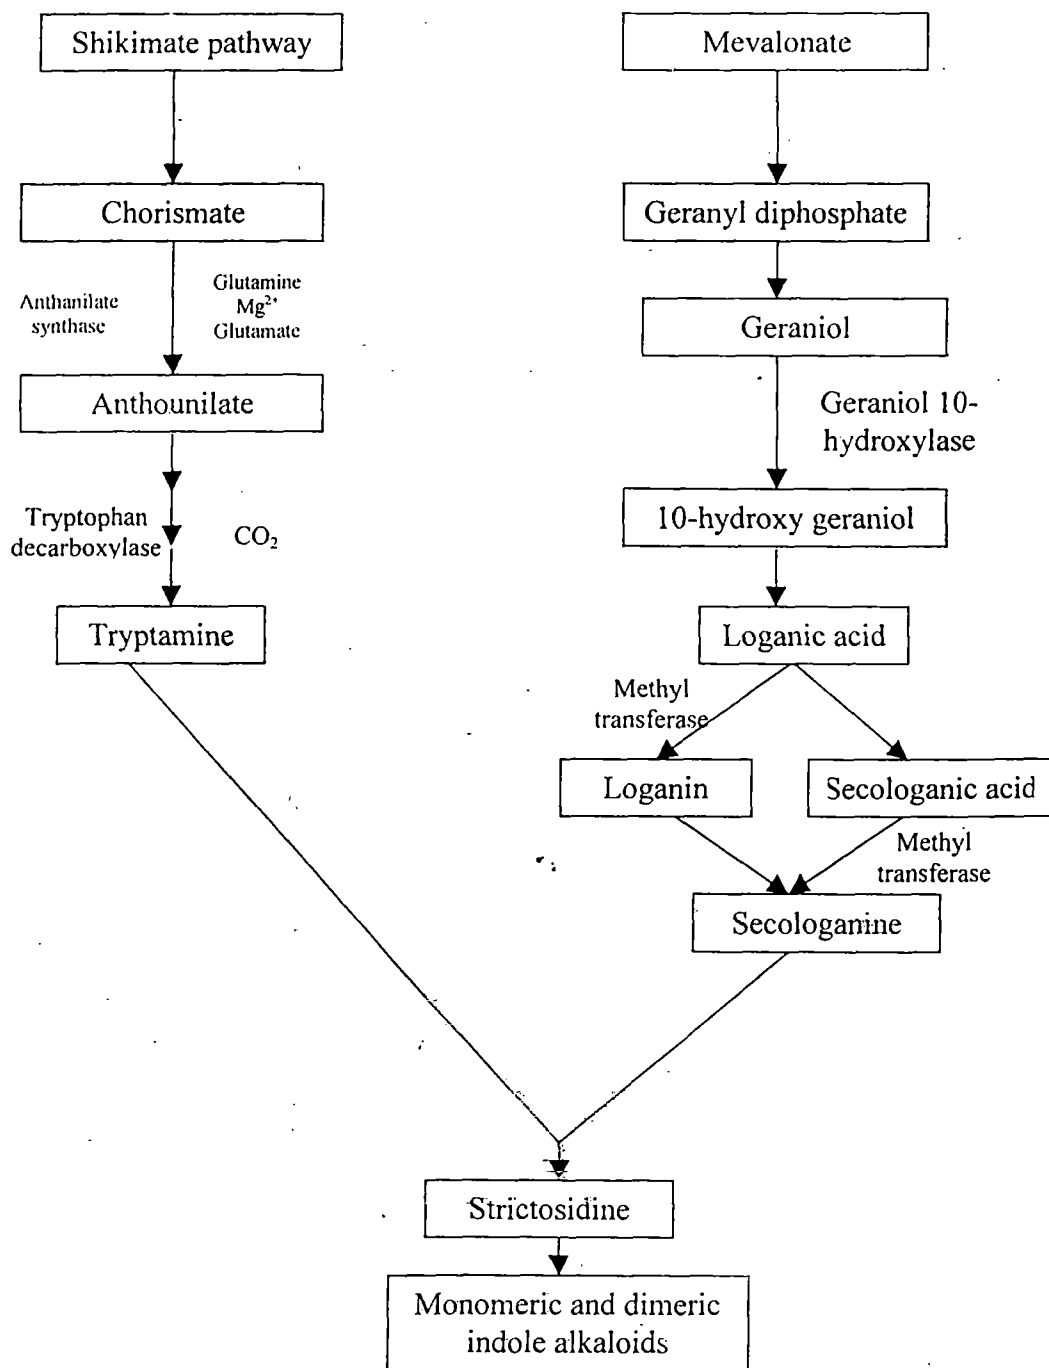 Shikimate pathway
Mevalonate
Chorismate
Geranyl diphosphate
Anthanilate
synthase
Glutamine
Mg²⁺
Glutamate
Geraniol
Anthounilate
Geraniol 10-
hydroxylase
Tryptophan
decarboxylase
CO₂
10-hydroxy geraniol
Tryptamine
Loganic acid
Methyl
transferase
Loganin
Secologanic acid
Methyl
transferase
Secologanine
Strictosidine
Monomeric and dimeric
indole alkaloids